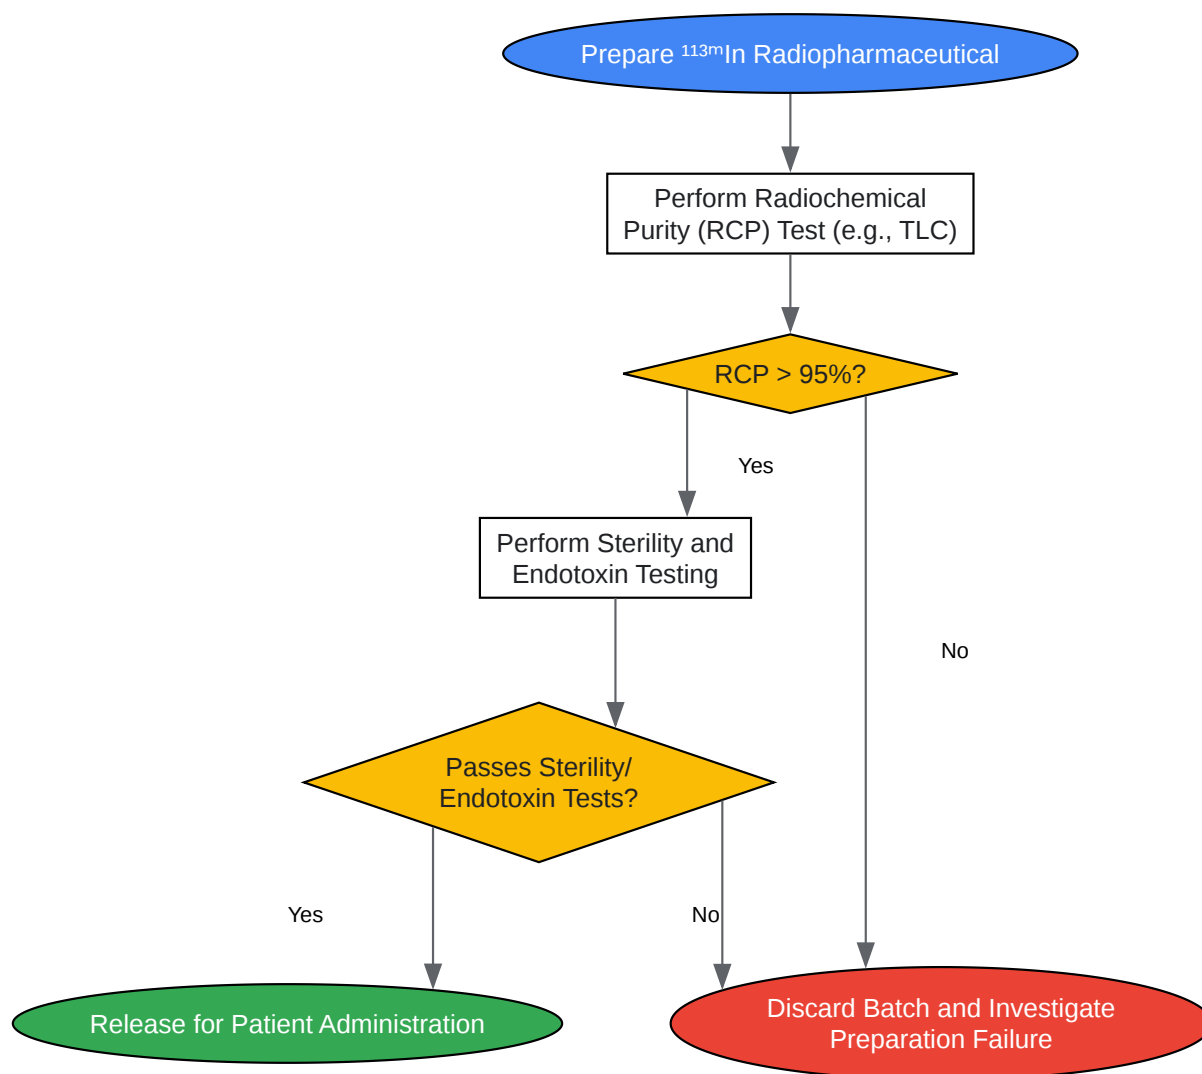 Prepare ¹¹³ᵐIn Radiopharmaceutical
Perform Radiochemical
Purity (RCP) Test (e.g., TLC)
RCP > 95%?
Yes
Perform Sterility and
Endotoxin Testing
No
Passes Sterility/
Endotoxin Tests?
Yes
No
Release for Patient Administration
Discard Batch and Investigate
Preparation Failure